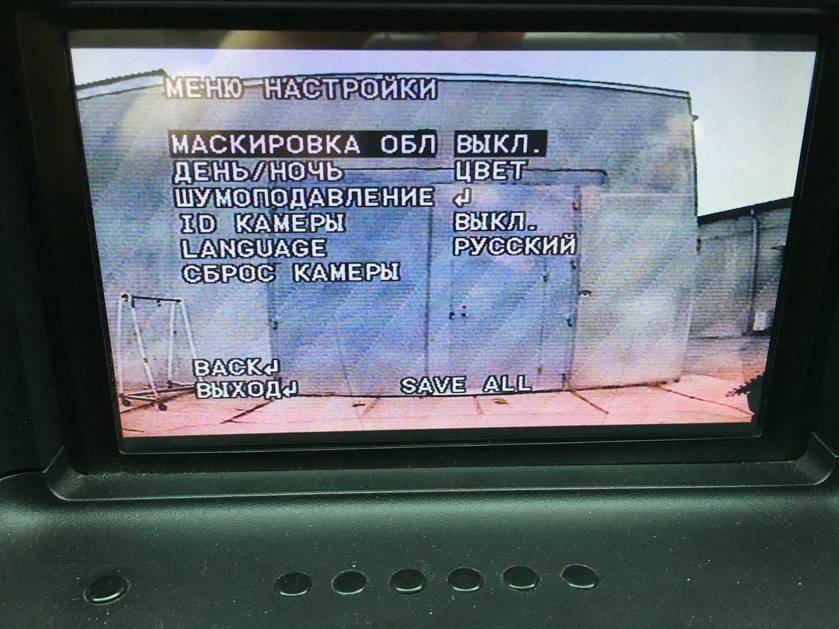 МЕНЮ НАСТРОЙКИ
МАСКИРОВКА ОБЛ ВЫКЛ.
ДЕНЬ/НОЧЬ ЦВЕТ
ШУМОПОДАВЛЕНИЕ ↲
ID КАМЕРЫ ВЫКЛ.
LANGUAGE РУССКИЙ
СБРОС КАМЕРЫ
BACK↲
ВЫХОД↲ SAVE ALL